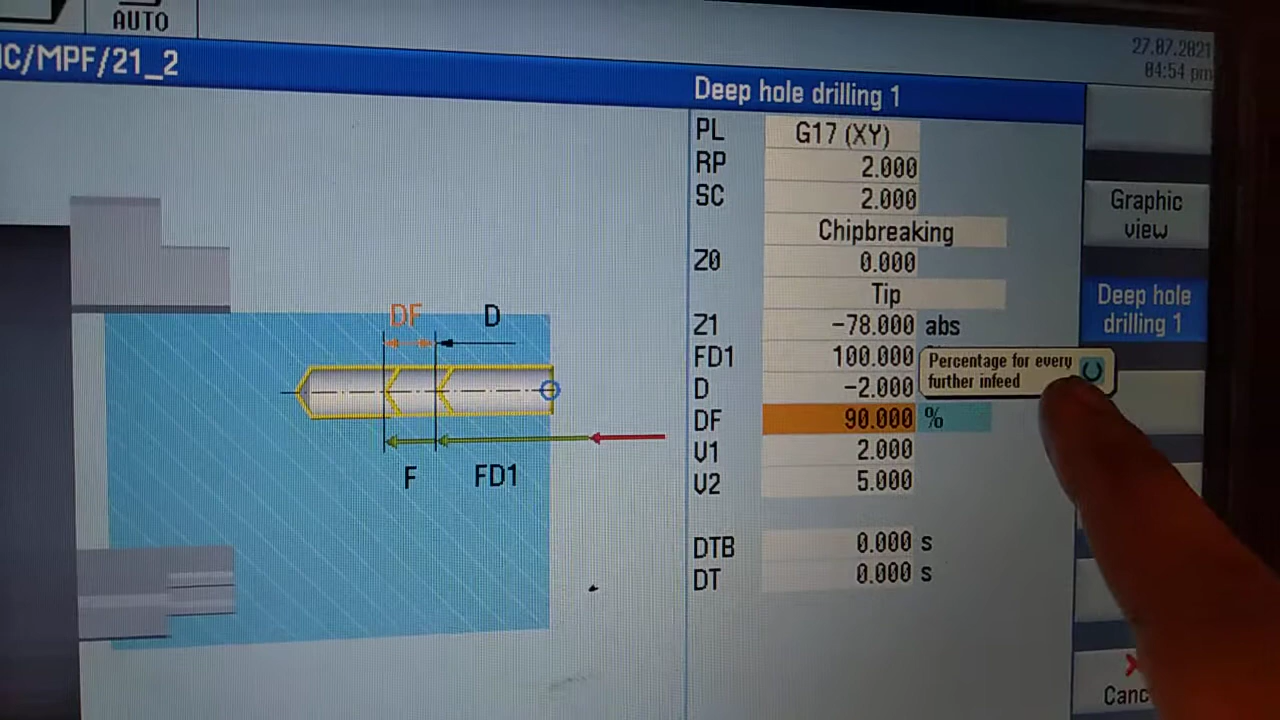 AUTO
27.07.2021
04:54 pm
C/MPF/21_2
Deep hole drilling 1
PL G17 (XY)
RP 2.000
SC 2.000
Chipbreaking
Z0 0.000
Tip
Z1 -78.000 abs
FD1 100.000
D -2.000
DF 90.000 %
V1 2.000
V2 5.000
DTB 0.000 s
DT 0.000 s
Percentage for every
further infeed
DF D
F FD1
Graphic
view
Deep hole
drilling 1
Canc